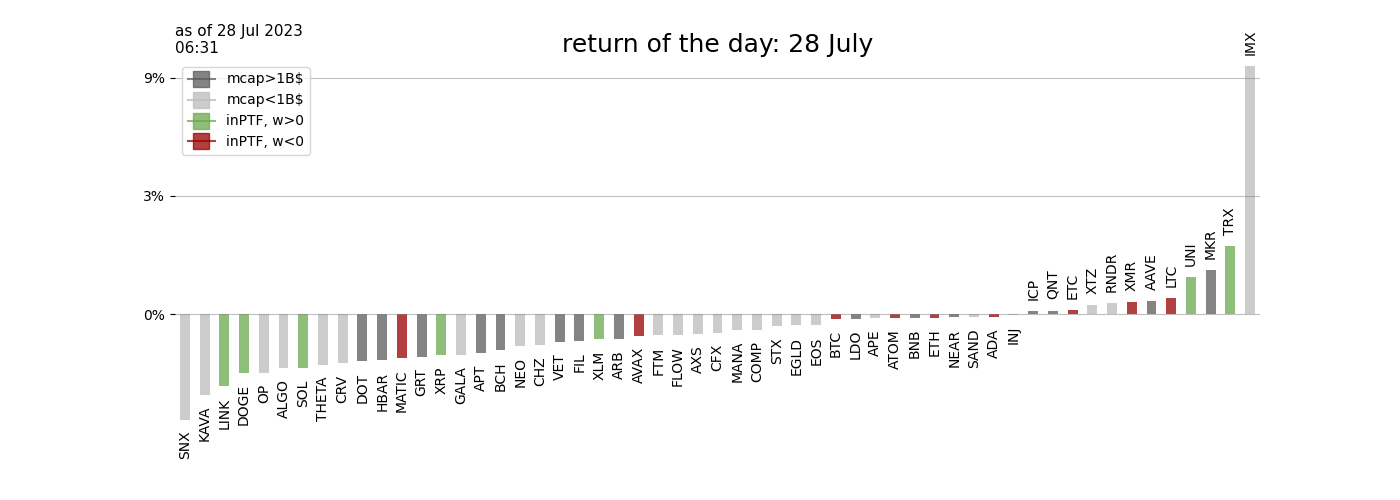 as of 28 Jul 2023
06:31
return of the day: 28 July
mcap>1B$
mcap<1B$
inPTF, w>0
inPTF, w<0
9%
3%
0%
SNX
KAVA
LINK
DOGE
OP
ALGO
SOL
THETA
CRV
DOT
HBAR
MATIC
GRT
XRP
GALA
APT
BCH
NEO
CHZ
VET
FIL
XLM
ARB
AVAX
FTM
FLOW
AXS
CFX
MANA
COMP
STX
EGLD
EOS
BTC
LDO
APE
ATOM
BNB
ETH
NEAR
SAND
ADA
INJ
ICP
QNT
ETC
XTZ
RNDR
XMR
AAVE
LTC
UNI
MKR
TRX
IMX